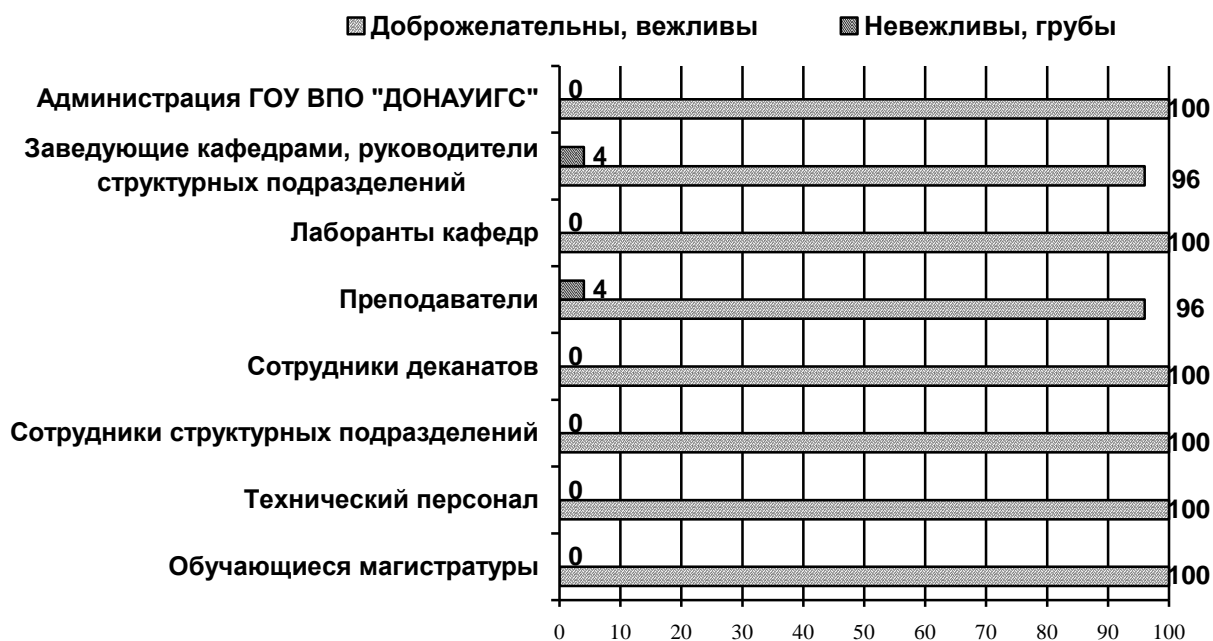 Доброжелательны, вежливы Невежливы, грубы
Администрация ГОУ ВПО "ДОНАУИГС"
0
100
Заведующие кафедрами, руководители
структурных подразделений
4
96
Лаборанты кафедр
0
100
Преподаватели
4
96
Сотрудники деканатов
0
100
Сотрудники структурных подразделений
0
100
Технический персонал
0
100
Обучающиеся магистратуры
0
100
0 10 20 30 40 50 60 70 80 90 100